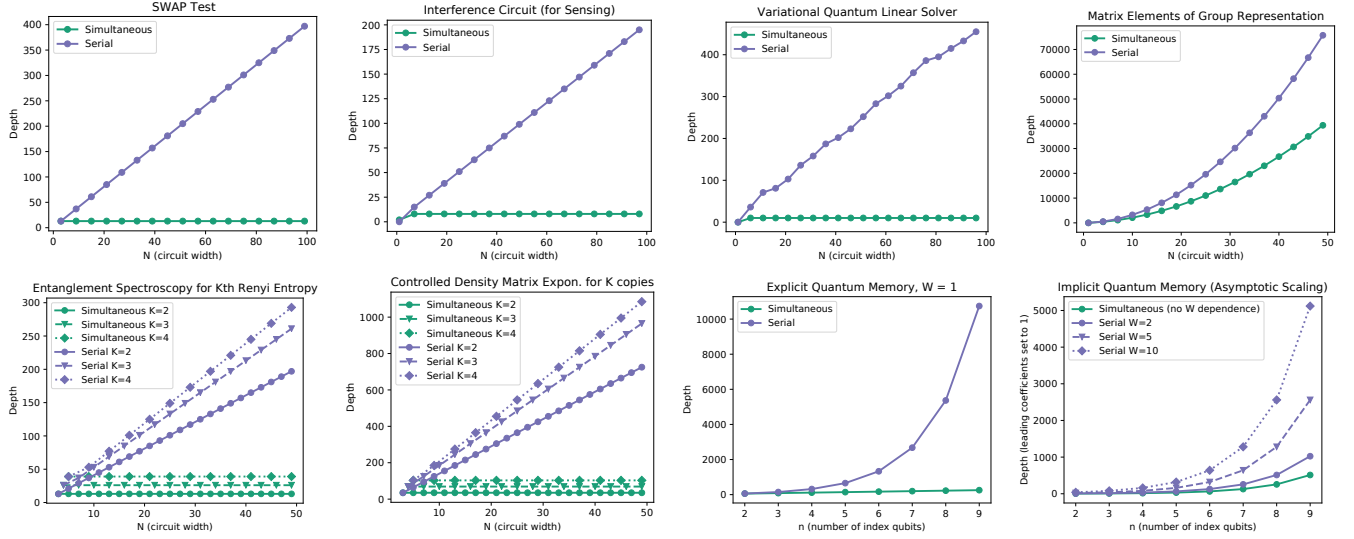 SWAP Test
Simultaneous
Serial
Depth
400
350
300
250
200
150
100
50
0
0 20 40 60 80 100
N (circuit width)
Interference Circuit (for Sensing)
Simultaneous
Serial
Depth
200
175
150
125
100
75
50
25
0
0 20 40 60 80 100
N (circuit width)
Variational Quantum Linear Solver
Simultaneous
Serial
Depth
400
300
200
100
0
0 20 40 60 80 100
N (circuit width)
Matrix Elements of Group Representation
Simultaneous
Serial
Depth
70000
60000
50000
40000
30000
20000
10000
0
0 10 20 30 40 50
N (circuit width)
Entanglement Spectroscopy for Kth Renyi Entropy
Simultaneous K=2
Simultaneous K=3
Simultaneous K=4
Serial K=2
Serial K=3
Serial K=4
Depth
300
250
200
150
100
50
0
10 20 30 40 50
N (circuit width)
Controlled Density Matrix Expon. for K copies
Simultaneous K=2
Simultaneous K=3
Simultaneous K=4
Serial K=2
Serial K=3
Serial K=4
Depth
1000
800
600
400
200
0
10 20 30 40 50
N (circuit width)
Explicit Quantum Memory, W = 1
Simultaneous
Serial
Depth
10000
8000
6000
4000
2000
0
2 3 4 5 6 7 8 9
n (number of index qubits)
Implicit Quantum Memory (Asymptotic Scaling)
Simultaneous (no W dependence)
Serial W=2
Serial W=5
Serial W=10
Depth (leading coefficients set to 1)
5000
4000
3000
2000
1000
0
2 3 4 5 6 7 8 9
n (number of index qubits)